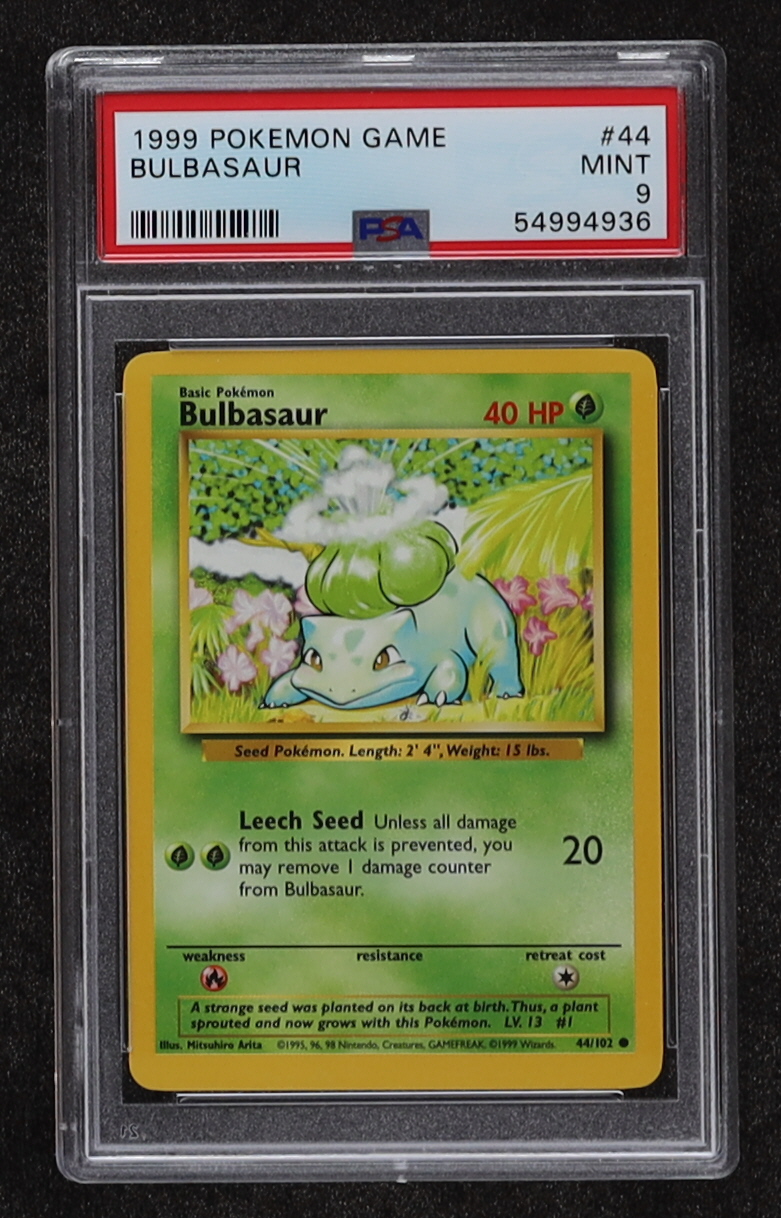 1999 POKEMON GAME #44
BULBASAUR MINT
9
PSA 54994936
Basic Pokémon
Bulbasaur 40 HP
Seed Pokémon. Length: 2' 4", Weight: 15 lbs.
Leech Seed Unless all damage
from this attack is prevented, you
may remove 1 damage counter
from Bulbasaur.
20
weakness resistance retreat cost
A strange seed was planted on its back at birth. Thus, a plant
sprouted and now grows with this Pokémon. LV. 13 #1
Illus. Mitsuhiro Arita ©1995, 96, 98 Nintendo, Creatures, GAMEFREAK. ©1999 Wizards. 44/102